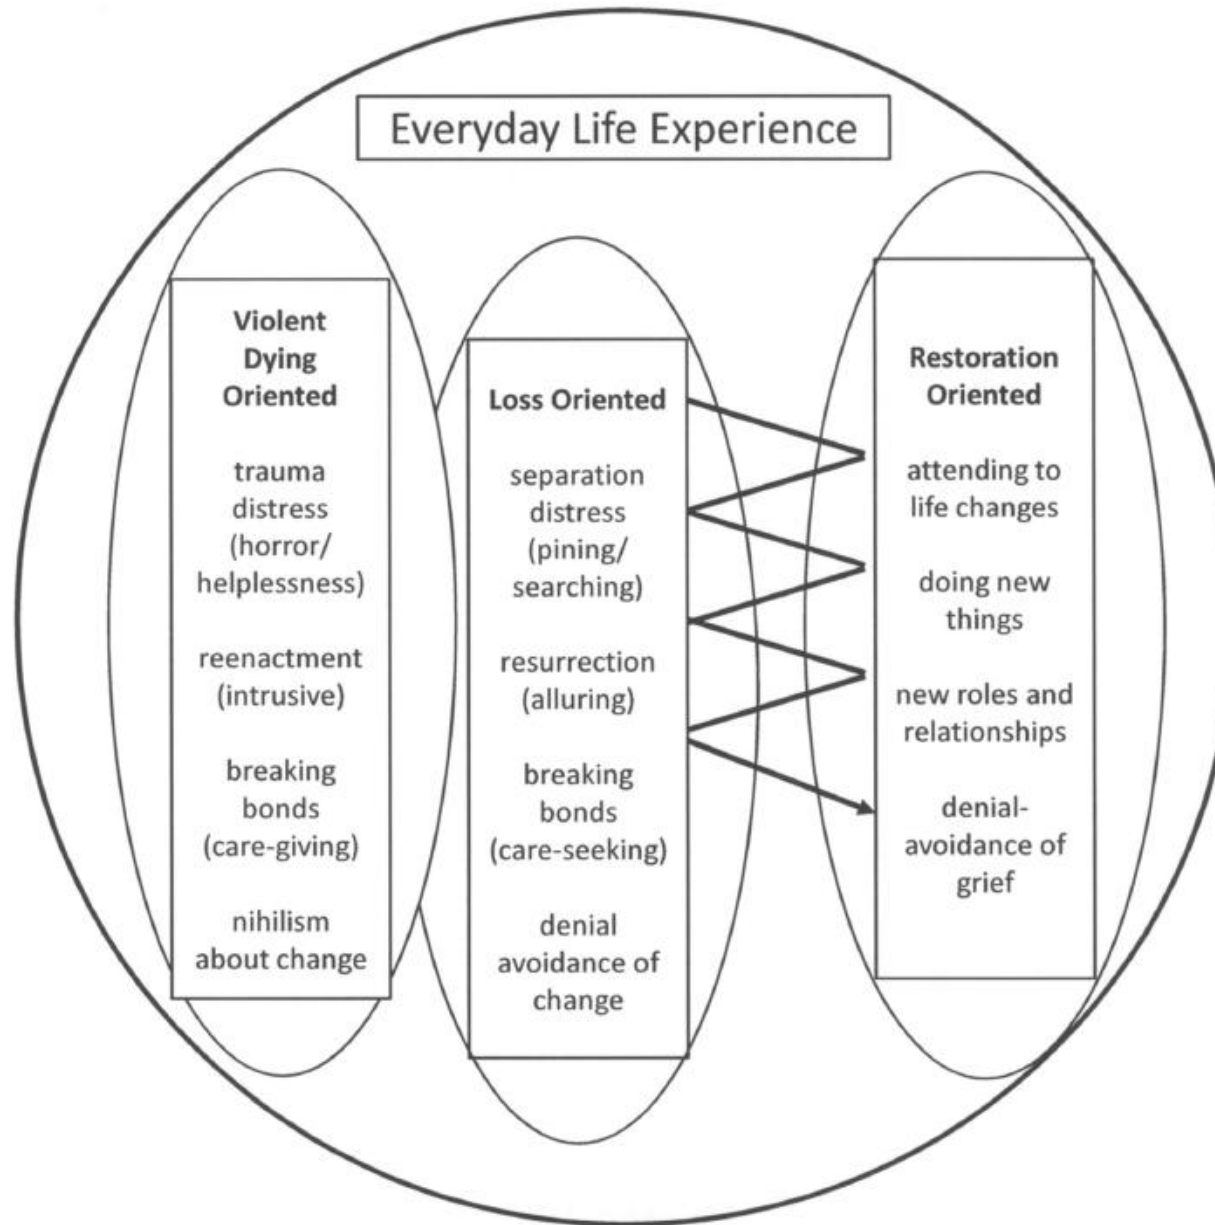 Everyday Life Experience
Violent
Dying
Oriented
trauma
distress
(horror/
helplessness)
reenactment
(intrusive)
breaking
bonds
(care-giving)
nihilism
about change
Loss Oriented
separation
distress
(pining/
searching)
resurrection
(alluring)
breaking
bonds
(care-seeking)
denial
avoidance of
change
Restoration
Oriented
attending to
life changes
doing new
things
new roles and
relationships
denial-
avoidance of
grief